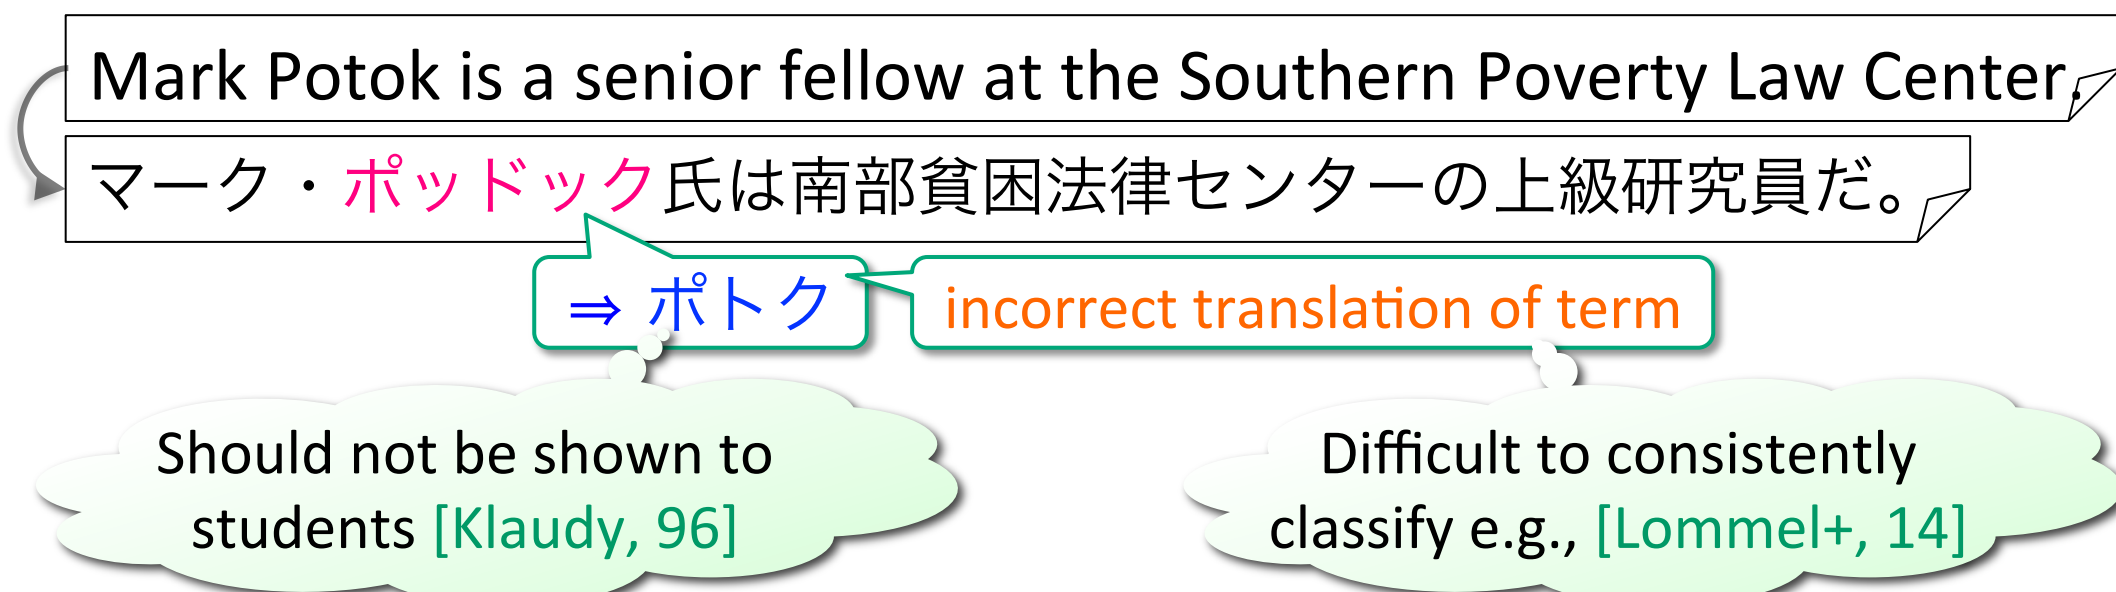 Mark Potok is a senior fellow at the Southern Poverty Law Center.
マーク・ポッドック氏は南部貧困法律センターの上級研究員だ。
⇒ ポトク
incorrect translation of term
Should not be shown to
students [Klaudy, 96]
Difficult to consistently
classify e.g., [Lommel+, 14]